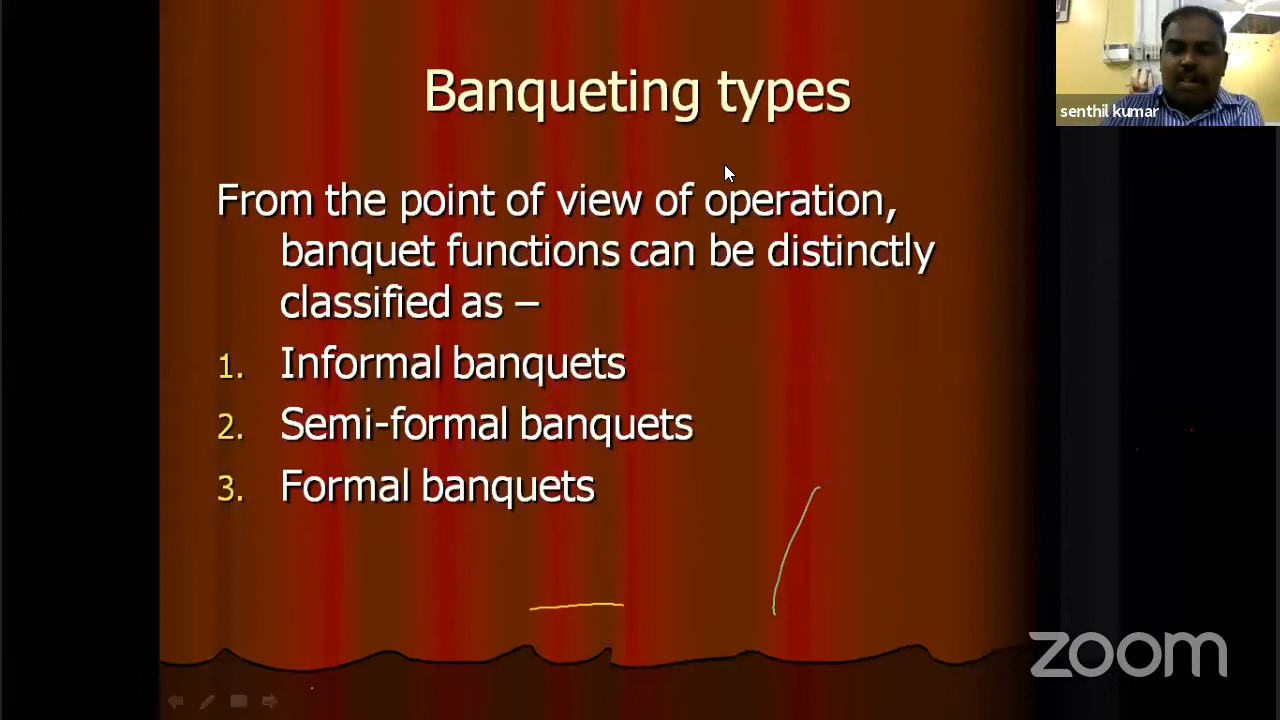 Banqueting types
senthil kumar
From the point of view of operation,
banquet functions can be distinctly
classified as –
1. Informal banquets
2. Semi-formal banquets
3. Formal banquets
zoom